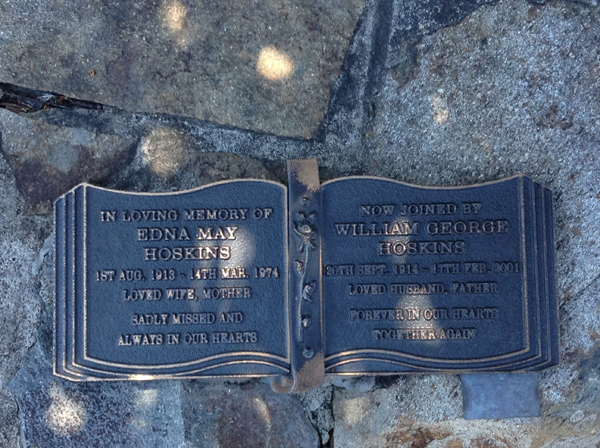 IN LOVING MEMORY OF
EDNA MAY
HOSKINS
1ST AUG. 1913 - 14TH MAR. 1974
LOVED WIFE, MOTHER
SADLY MISSED AND
ALWAYS IN OUR HEARTS
NOW JOINED BY
WILLIAM GEORGE
HOSKINS
20TH SEPT. 1914 - 17TH FEB. 2001
LOVED HUSBAND, FATHER
FOREVER IN OUR HEARTS
TOGETHER AGAIN